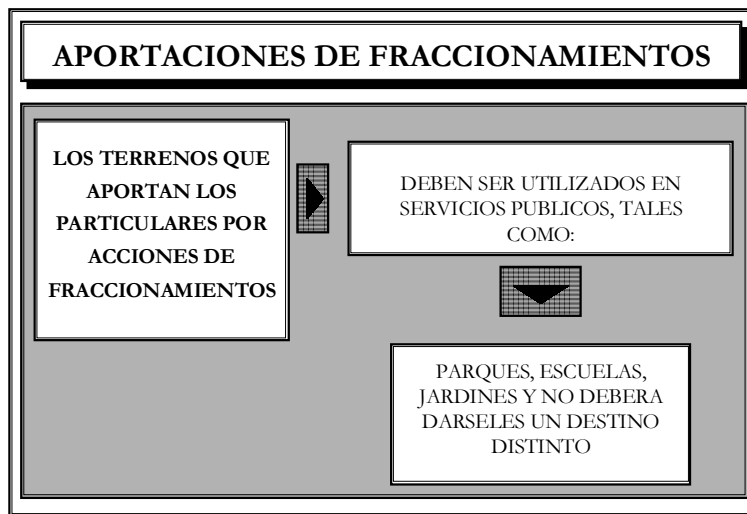 APORTACIONES DE FRACCIONAMIENTOS
LOS TERRENOS QUE
APORTAN LOS
PARTICULARES POR
ACCIONES DE
FRACCIONAMIENTOS
DEBEN SER UTILIZADOS EN
SERVICIOS PUBLICOS, TALES
COMO:
PARQUES, ESCUELAS,
JARDINES Y NO DEBERA
DARSELES UN DESTINO
DISTINTO